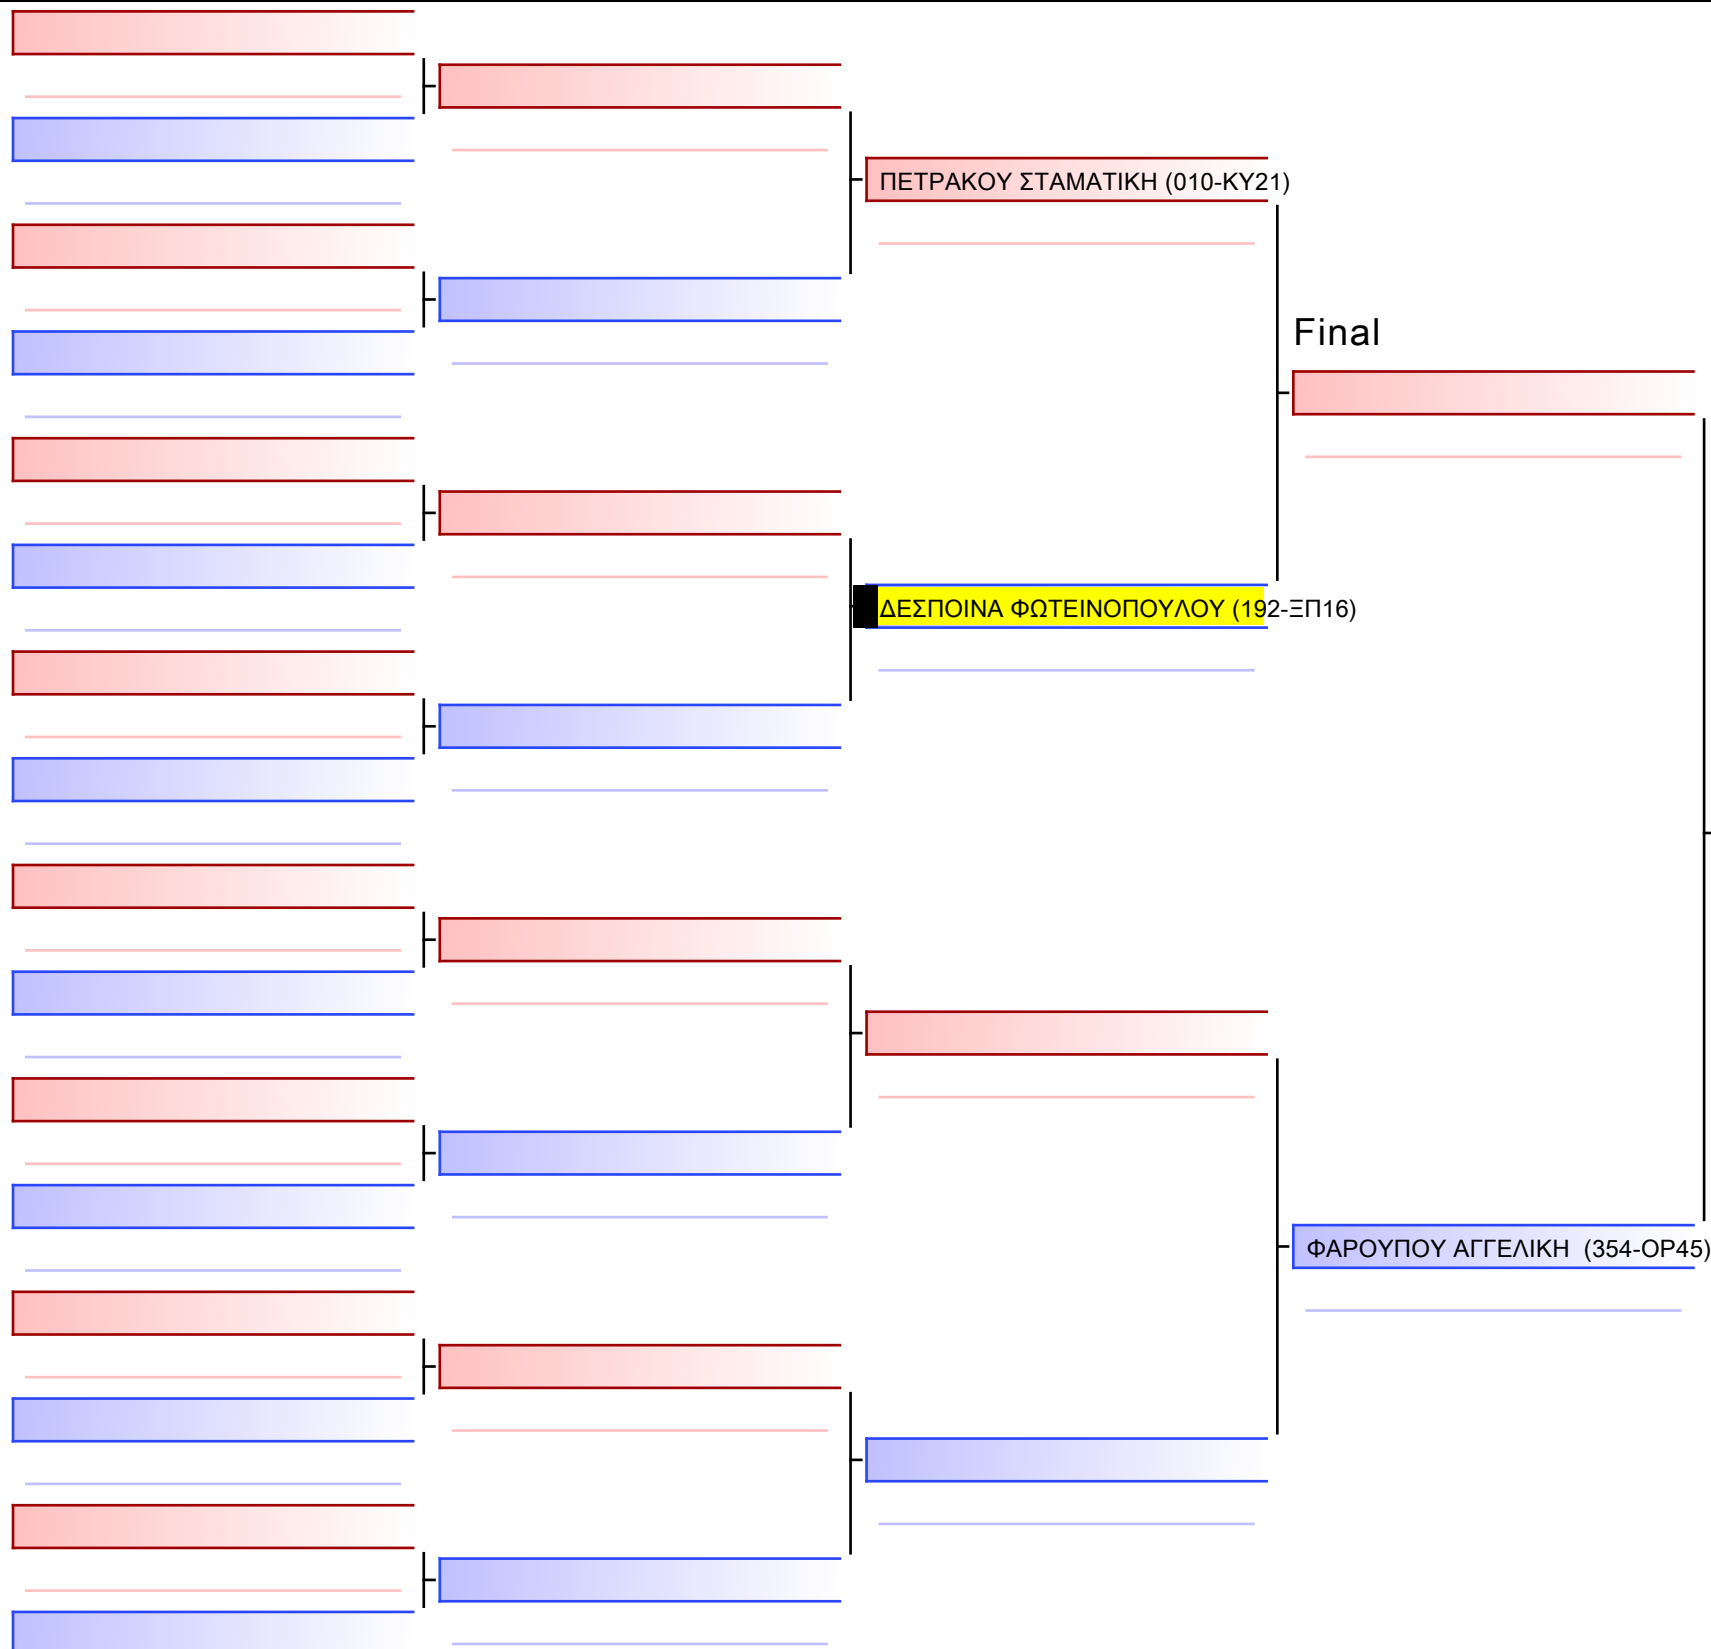 ΠΕΤΡΑΚΟΥ ΣΤΑΜΑΤΙΚΗ (010-ΚΥ21)
Final
ΔΕΣΠΟΙΝΑ ΦΩΤΕΙΝΟΠΟΥΛΟΥ (192-ΞΠ16)
ΦΑΡΟΥΠΟΥ ΑΓΓΕΛΙΚΗ (354-ΟΡ45)